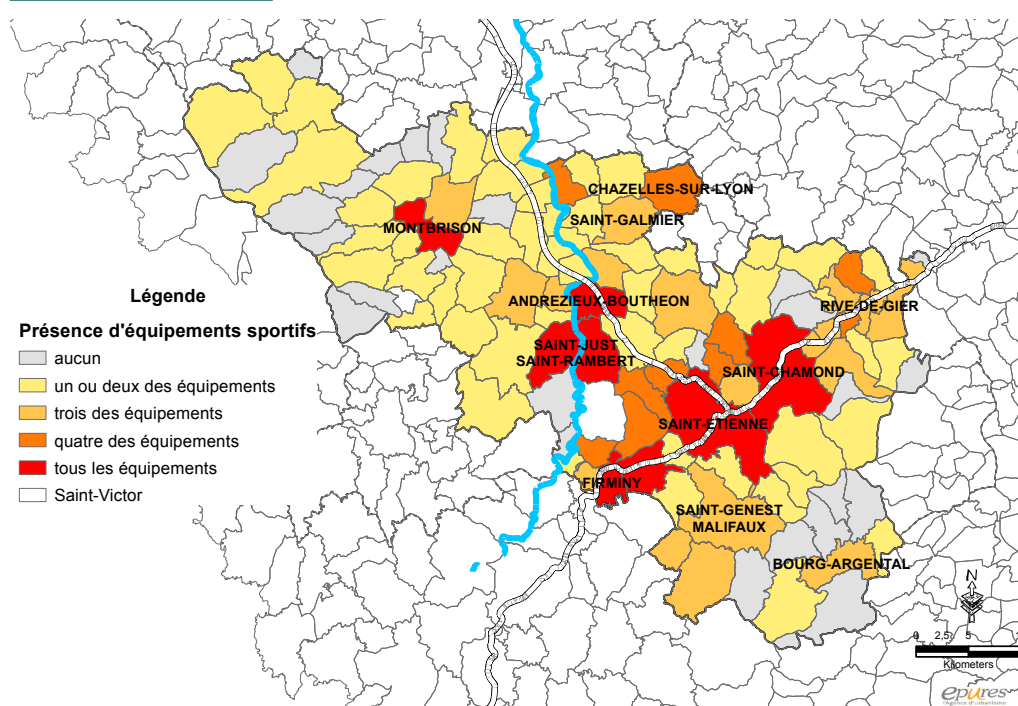 CHAZELLES-SUR-LYON
SAINT-GALMIER
MONTBRISON
Légende
ANDREZIEUX-BOUTHEON
RIVE-DE-GIER
Présence d'équipements sportifs
aucun
un ou deux des équipements
trois des équipements
quatre des équipements
tous les équipements
Saint-Victor
SAINT-JUST
SAINT-RAMBERT
SAINT-CHAMOND
SAINT-ETIENNE
FIRMINY
SAINT-GENEST
MALIFAUX
BOURG-ARGENTAL
N
0 2,5 5
Kilometers
epures
l'Agence d'urbanisme